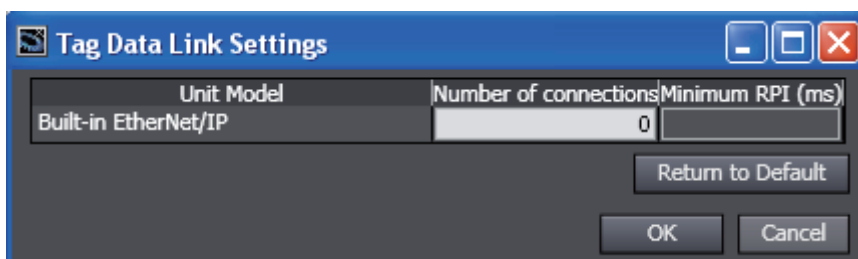 Tag Data Link Settings
Unit Model Number of connections Minimum RPI (ms)
Built-in EtherNet/IP 0
Return to Default
OK Cancel